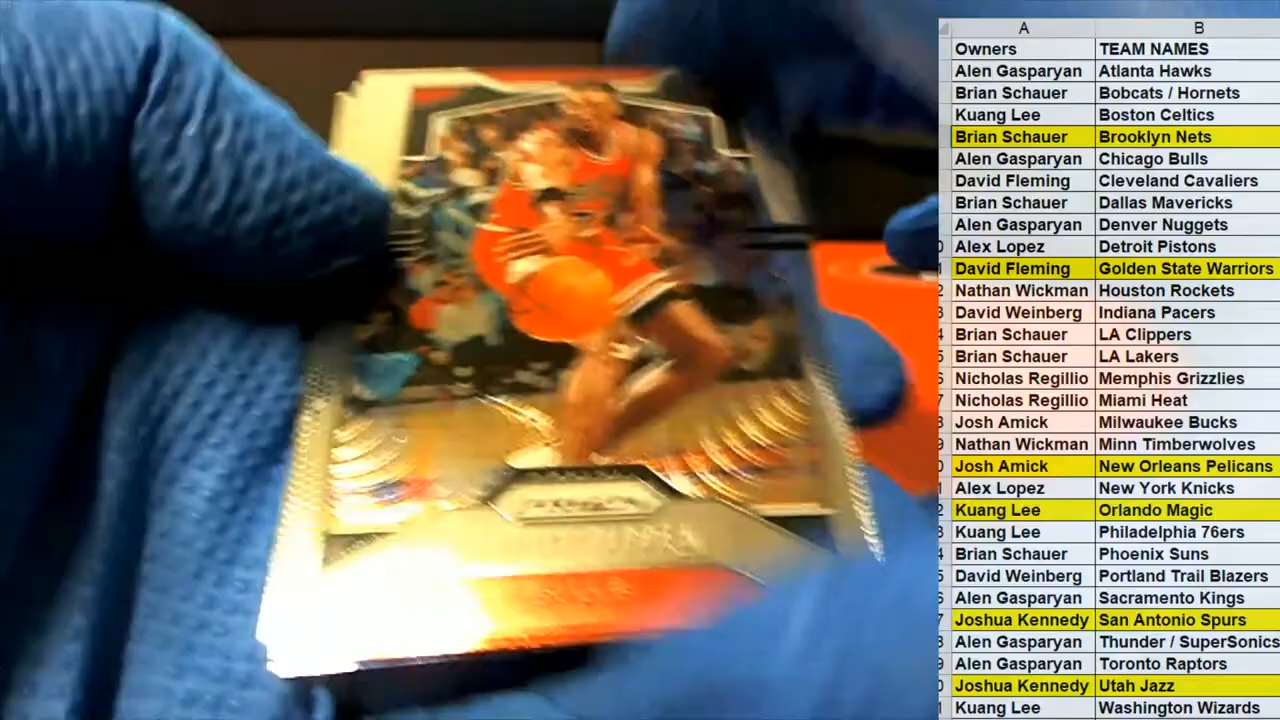 A B
Owners TEAM NAMES
Alen Gasparyan Atlanta Hawks
Brian Schauer Bobcats / Hornets
Kuang Lee Boston Celtics
Brian Schauer Brooklyn Nets
Alen Gasparyan Chicago Bulls
David Fleming Cleveland Cavaliers
Brian Schauer Dallas Mavericks
Alen Gasparyan Denver Nuggets
Alex Lopez Detroit Pistons
David Fleming Golden State Warriors
Nathan Wickman Houston Rockets
David Weinberg Indiana Pacers
Brian Schauer LA Clippers
Brian Schauer LA Lakers
Nicholas Regillio Memphis Grizzlies
Nicholas Regillio Miami Heat
Josh Amick Milwaukee Bucks
Nathan Wickman Minn Timberwolves
Josh Amick New Orleans Pelicans
Alex Lopez New York Knicks
Kuang Lee Orlando Magic
Kuang Lee Philadelphia 76ers
Brian Schauer Phoenix Suns
David Weinberg Portland Trail Blazers
Alen Gasparyan Sacramento Kings
Joshua Kennedy San Antonio Spurs
Alen Gasparyan Thunder / SuperSonics
Alen Gasparyan Toronto Raptors
Joshua Kennedy Utah Jazz
Kuang Lee Washington Wizards